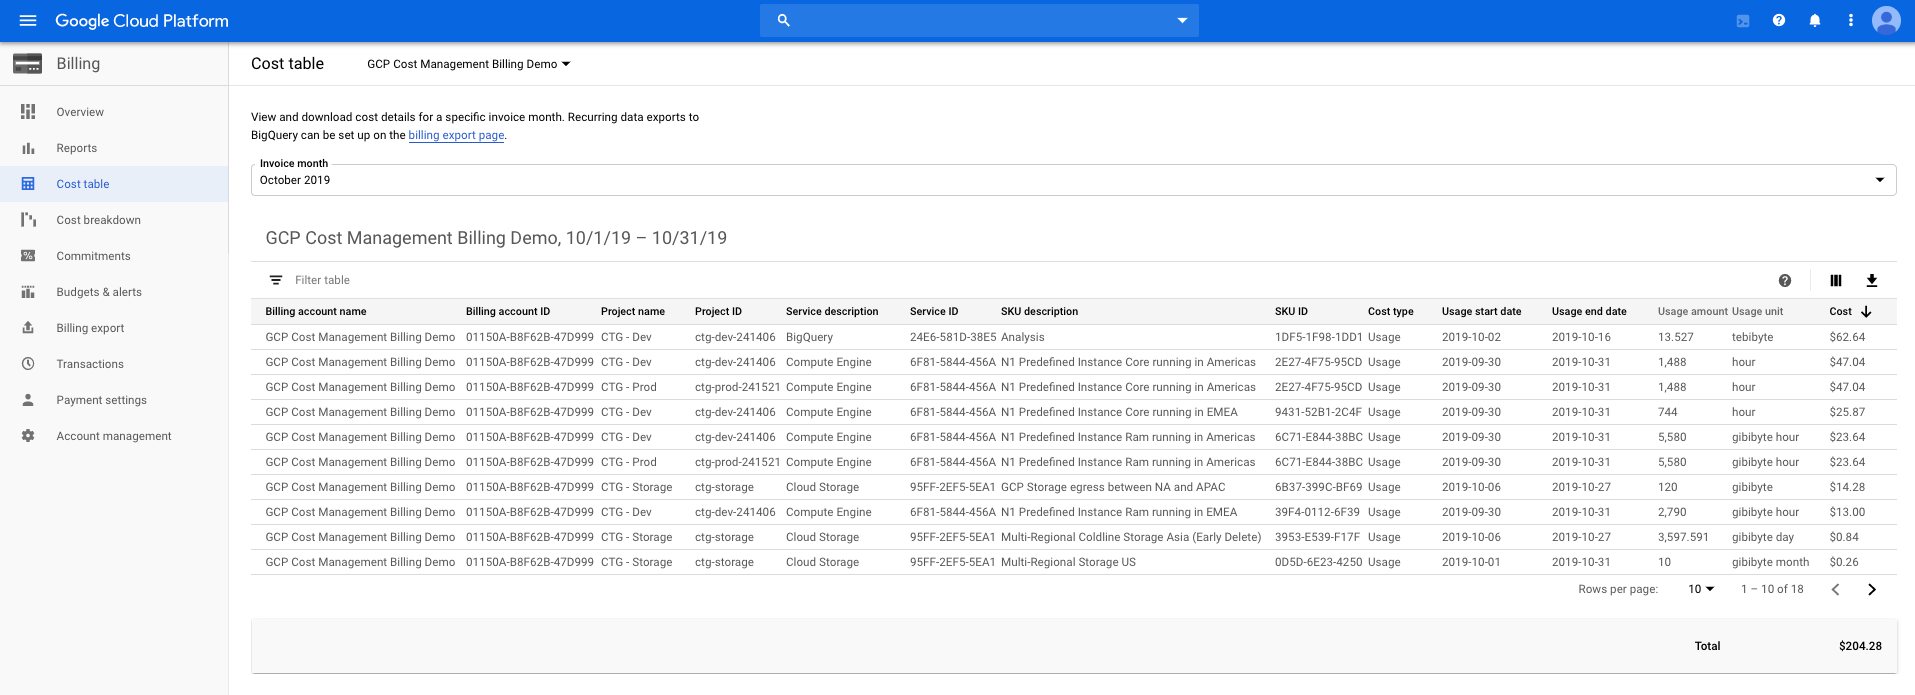 Google Cloud Platform
Billing
Cost table
GCP Cost Management Billing Demo
Overview
Reports
Cost table
Cost breakdown
Commitments
Budgets & alerts
Billing export
Transactions
Payment settings
Account management
View and download cost details for a specific invoice month. Recurring data exports to
BigQuery can be set up on the billing export page.
Invoice month
October 2019
GCP Cost Management Billing Demo, 10/1/19 – 10/31/19
Filter table
Billing account name Billing account ID Project name Project ID Service description Service ID SKU description SKU ID Cost type Usage start date Usage end date Usage amount Usage unit Cost
GCP Cost Management Billing Demo 01150A-B8F62B-47D999 CTG - Dev ctg-dev-241406 BigQuery 24E6-581D-38E5 Analysis 1DF5-1F98-1DD1 Usage 2019-10-02 2019-10-16 13.527 tebibyte $62.64
GCP Cost Management Billing Demo 01150A-B8F62B-47D999 CTG - Dev ctg-dev-241406 Compute Engine 6F81-5844-456A N1 Predefined Instance Core running in Americas 2E27-4F75-95CD Usage 2019-09-30 2019-10-31 1,488 hour $47.04
GCP Cost Management Billing Demo 01150A-B8F62B-47D999 CTG - Prod ctg-prod-241521 Compute Engine 6F81-5844-456A N1 Predefined Instance Core running in Americas 2E27-4F75-95CD Usage 2019-09-30 2019-10-31 1,488 hour $47.04
GCP Cost Management Billing Demo 01150A-B8F62B-47D999 CTG - Dev ctg-dev-241406 Compute Engine 6F81-5844-456A N1 Predefined Instance Core running in EMEA 9431-52B1-2C4F Usage 2019-09-30 2019-10-31 744 hour $25.87
GCP Cost Management Billing Demo 01150A-B8F62B-47D999 CTG - Dev ctg-dev-241406 Compute Engine 6F81-5844-456A N1 Predefined Instance Ram running in Americas 6C71-E844-38BC Usage 2019-09-30 2019-10-31 5,580 gibibyte hour $23.64
GCP Cost Management Billing Demo 01150A-B8F62B-47D999 CTG - Prod ctg-prod-241521 Compute Engine 6F81-5844-456A N1 Predefined Instance Ram running in Americas 6C71-E844-38BC Usage 2019-09-30 2019-10-31 5,580 gibibyte hour $23.64
GCP Cost Management Billing Demo 01150A-B8F62B-47D999 CTG - Storage ctg-storage Cloud Storage 95FF-2EF5-5EA1 GCP Storage egress between NA and APAC 6B37-399C-BF69 Usage 2019-10-06 2019-10-27 120 gibibyte $14.28
GCP Cost Management Billing Demo 01150A-B8F62B-47D999 CTG - Dev ctg-dev-241406 Compute Engine 6F81-5844-456A N1 Predefined Instance Ram running in EMEA 39F4-0112-6F39 Usage 2019-09-30 2019-10-31 2,790 gibibyte hour $13.00
GCP Cost Management Billing Demo 01150A-B8F62B-47D999 CTG - Storage ctg-storage Cloud Storage 95FF-2EF5-5EA1 Multi-Regional Coldline Storage Asia (Early Delete) 3953-E539-F17F Usage 2019-10-06 2019-10-27 3,597.591 gibibyte day $0.84
GCP Cost Management Billing Demo 01150A-B8F62B-47D999 CTG - Storage ctg-storage Cloud Storage 95FF-2EF5-5EA1 Multi-Regional Storage US 0D5D-6E23-4250 Usage 2019-10-01 2019-10-31 10 gibibyte month $0.26
Rows per page: 10 1 – 10 of 18
Total $204.28